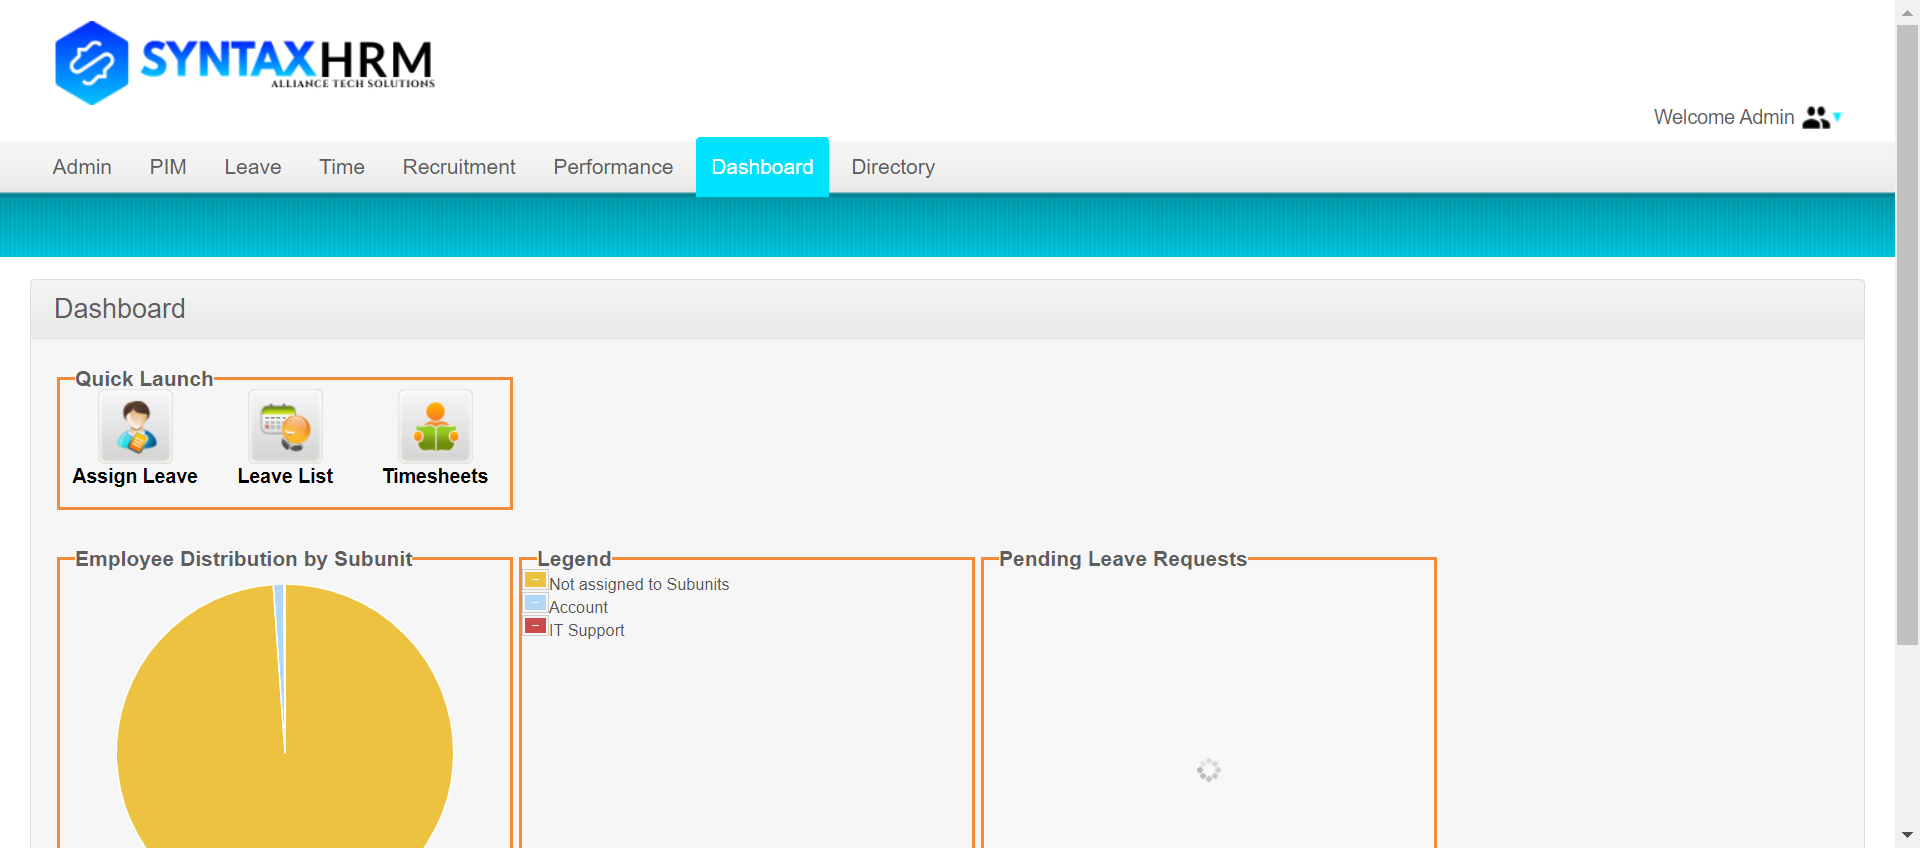 SYNTAXHRM
ALLIANCE TECH SOLUTIONS
Welcome Admin
Admin PIM Leave Time Recruitment Performance Dashboard Directory
Dashboard
Quick Launch
Assign Leave Leave List Timesheets
Employee Distribution by Subunit
Legend
Not assigned to Subunits
Account
IT Support
Pending Leave Requests